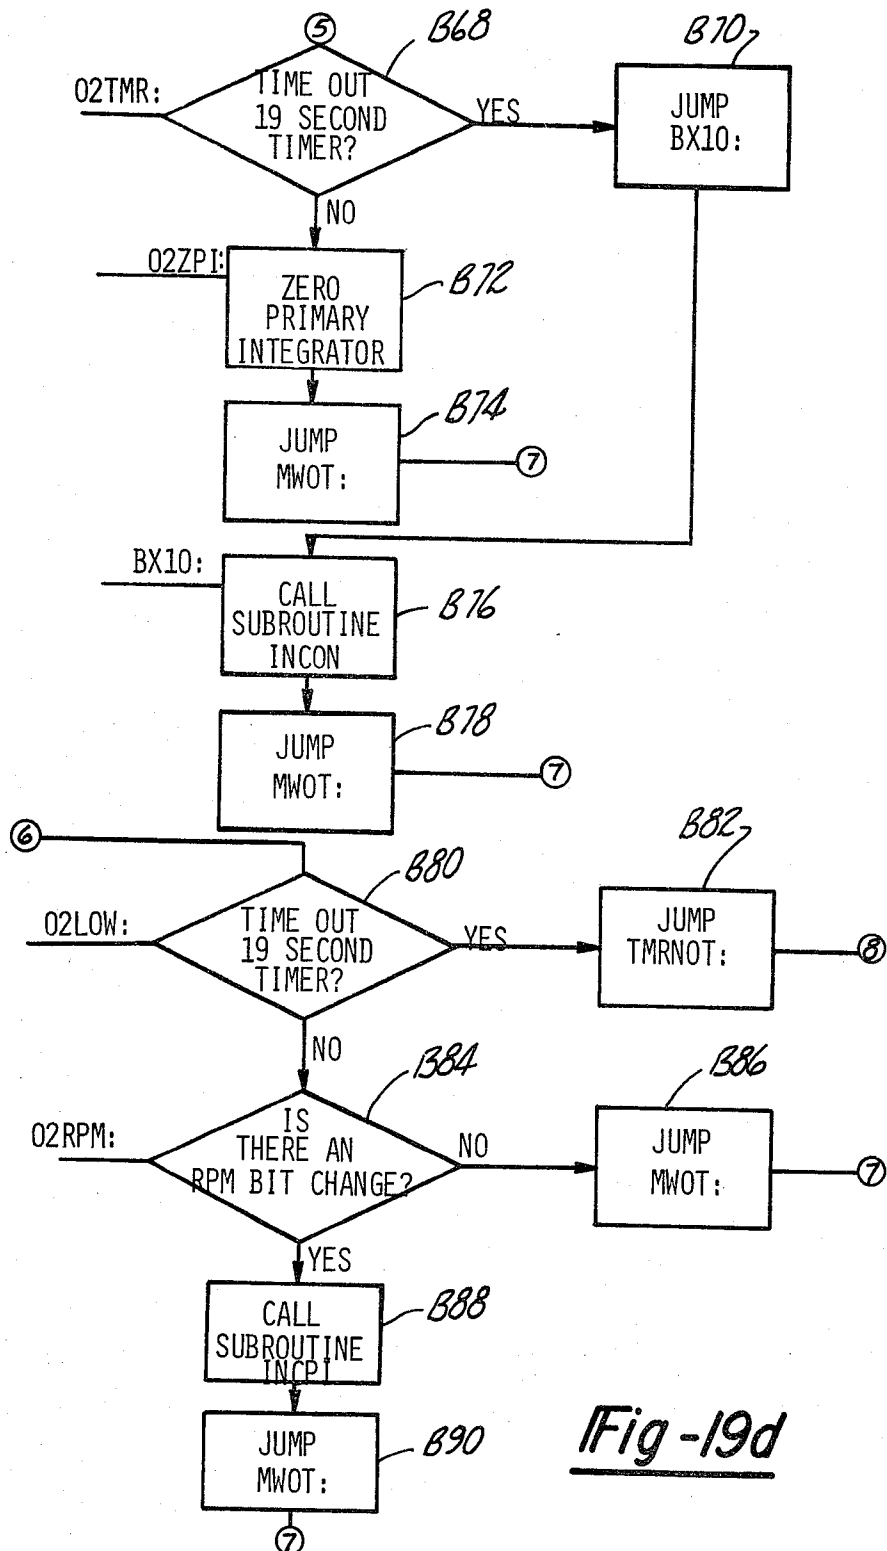 5
B68
B70
O2TMR:
TIME OUT
19 SECOND
TIMER?
YES
JUMP
BX10:
NO
O2ZPI:
ZERO
PRIMARY
INTEGRATOR
B72
JUMP
MWOT:
B74
7
BX10:
CALL
SUBROUTINE
INCON
B76
JUMP
MWOT:
B78
7
6
B80
B82
O2LOW:
TIME OUT
19 SECOND
TIMER?
YES
JUMP
TMRNOT:
8
NO
B84
B86
O2RPM:
IS
THERE AN
RPM BIT CHANGE?
NO
JUMP
MWOT:
7
YES
CALL
SUBROUTINE
INCPI
B88
JUMP
MWOT:
B90
7
Fig-19d